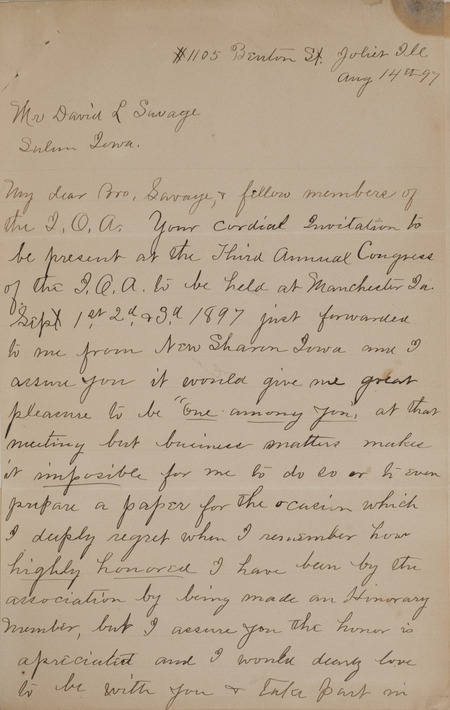 #1105 Benton St. Joliet Ill
Aug 14th 97
Mr David L Savage
Salem Iowa.
My dear Bro. Savage, & fellow members of
the I.O.A. Your cordial Invitation to
be present at the Third Annual Congress
of the I.O.A. to be held at Manchester Ia.
Sept 1st 2d & 3d, 1897 just forwarded
to me from New Sharon Iowa and I
assure you it would give me great
pleasure to be "one among you", at that
meeting but business matters makes
it imposible for me to do so or to even
prepare a paper for the ocasion which
I deeply regret when I remember how
highly honored I have been by the
association by being made an Honorary
Member, but I assure you the honor is
apreciated and I would dearly love
to be with you & take part in